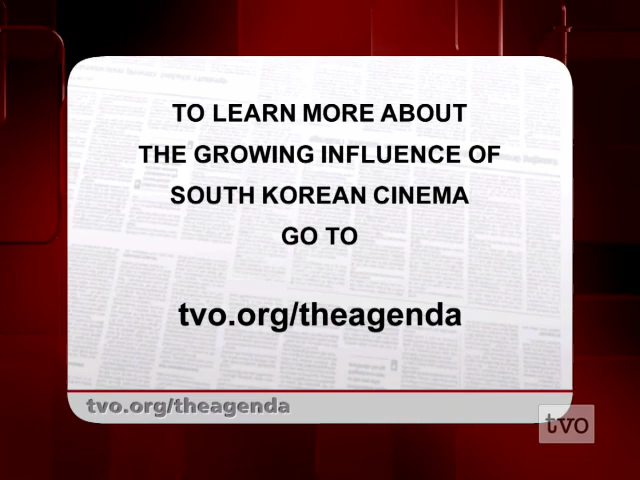 TO LEARN MORE ABOUT
THE GROWING INFLUENCE OF
SOUTH KOREAN CINEMA
GO TO
tvo.org/theagenda
tvo.org/theagenda
tvo